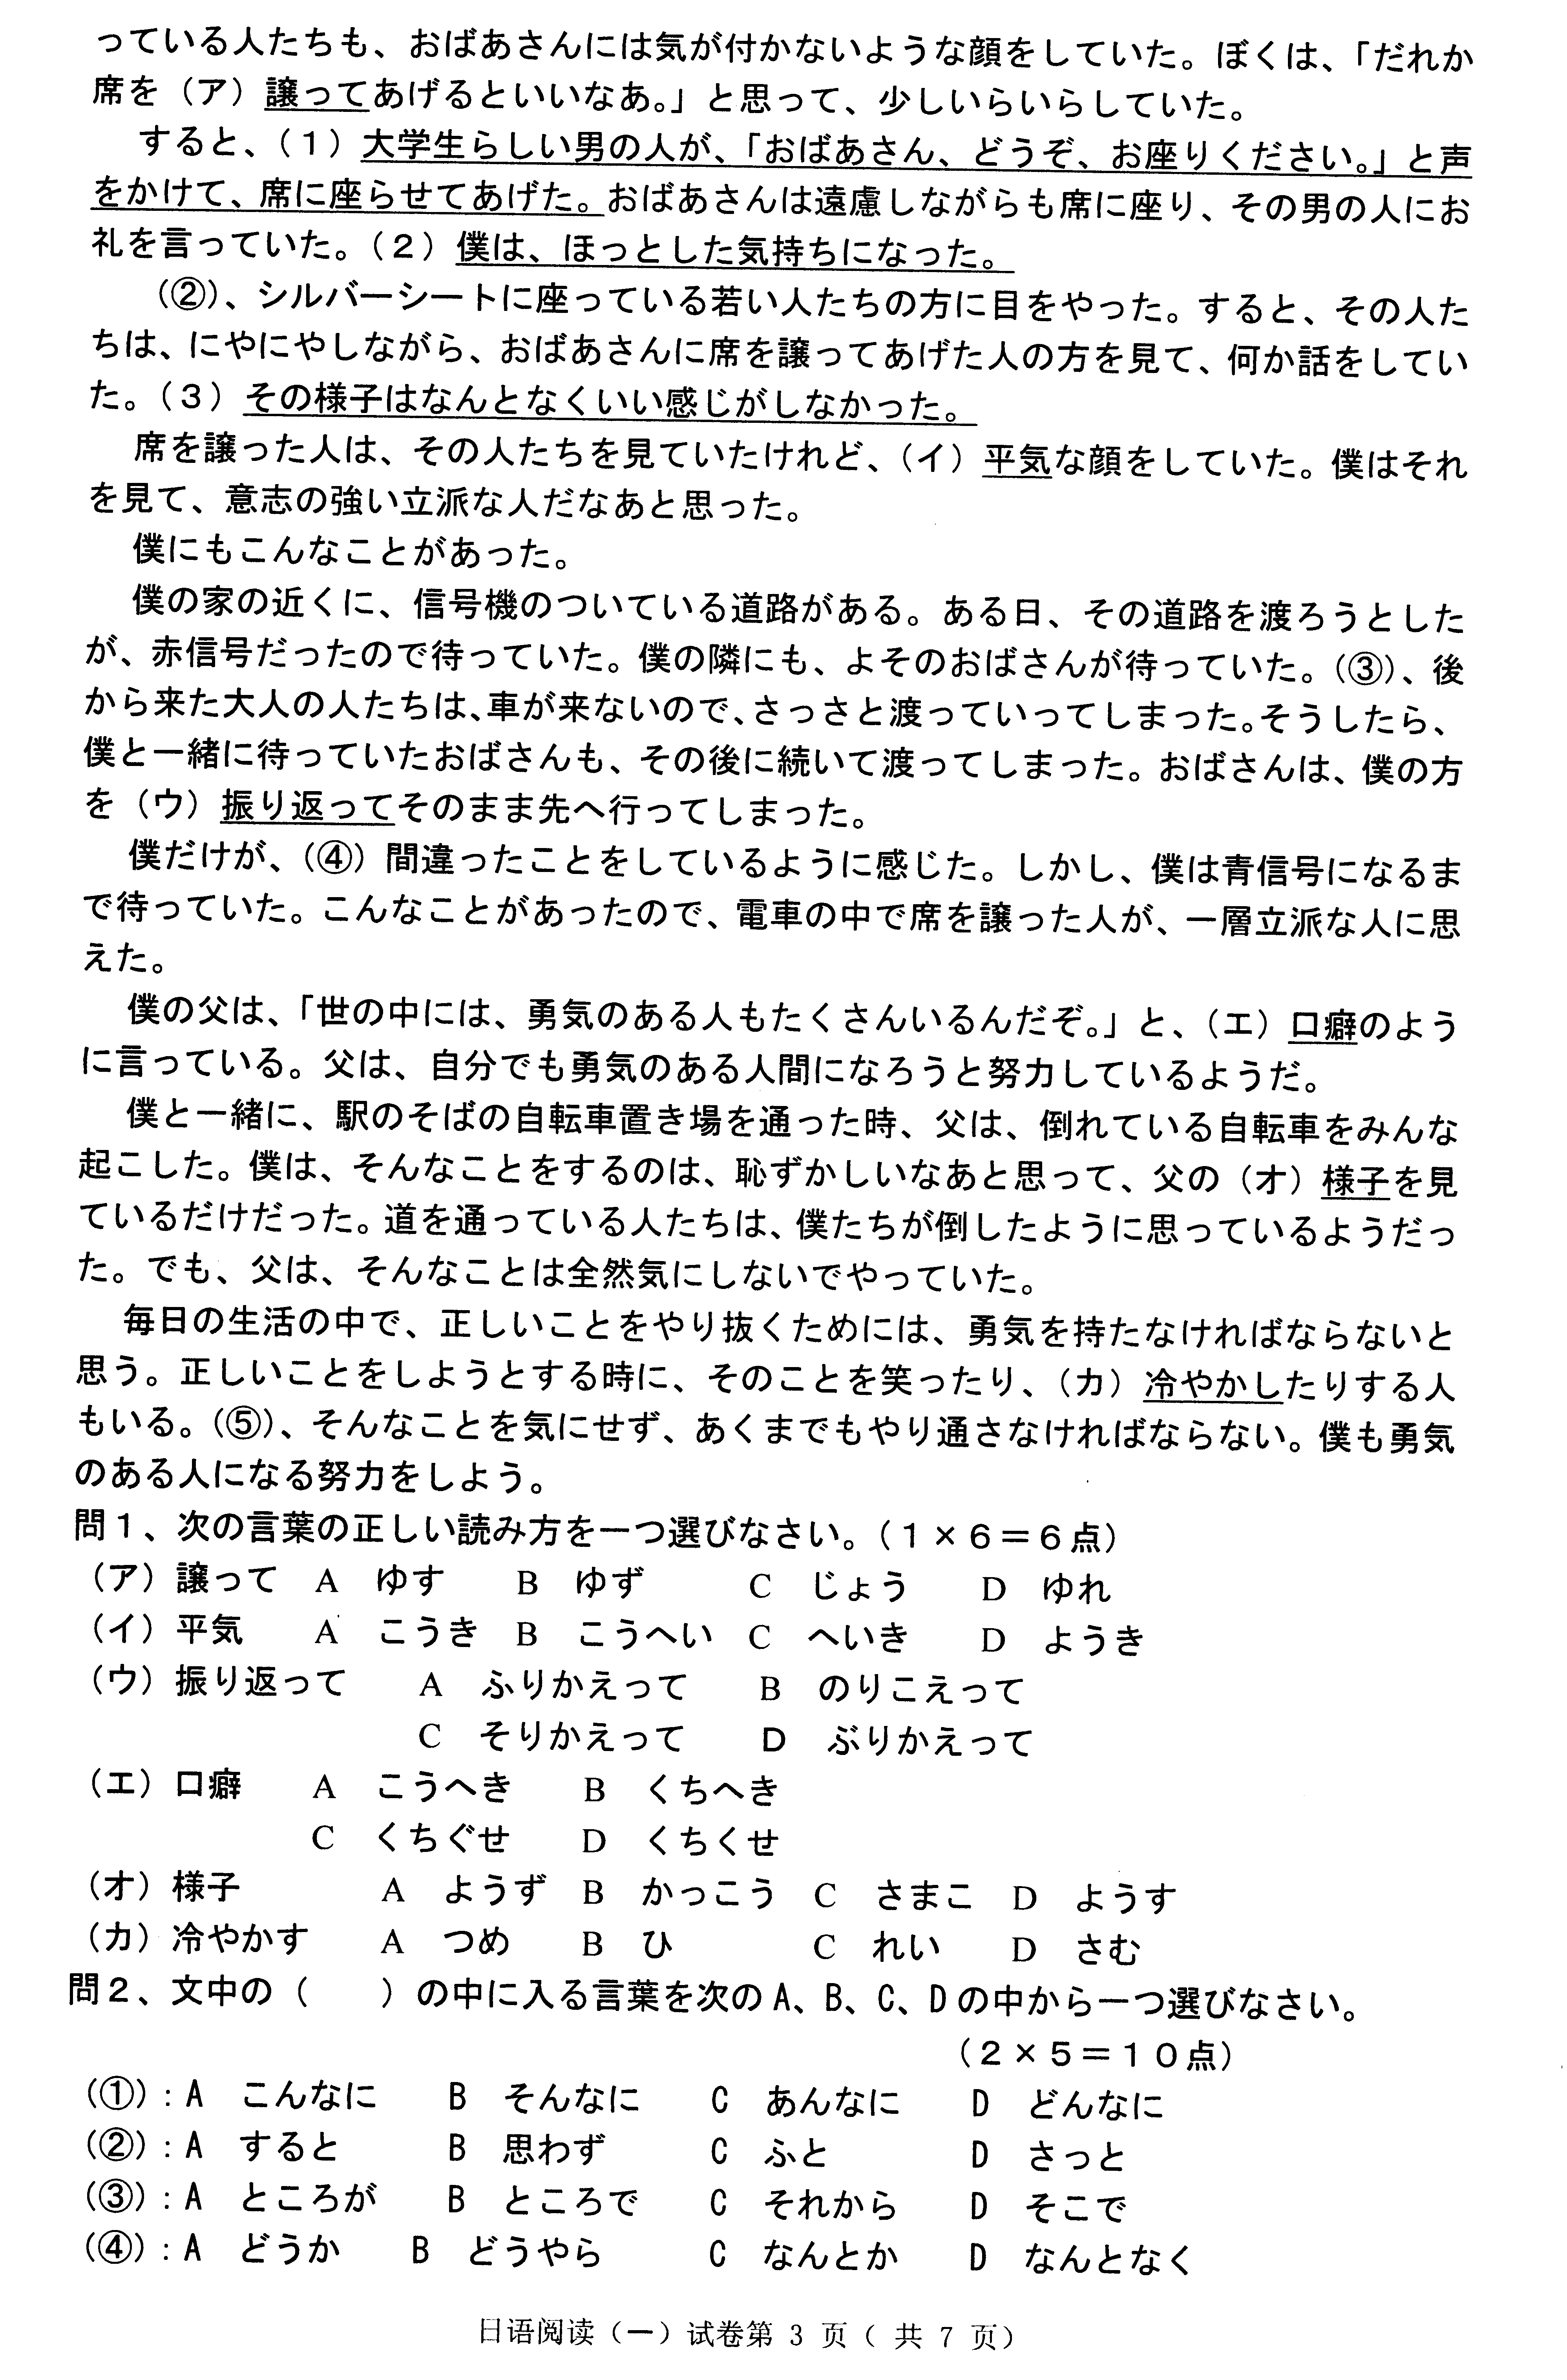 っている人たちも、おばあさんには気が付かないような顔をしていた。ぼくは、「だれか
席を（ア）譲ってあげるといいなあ。」と思って、少しいらいらしていた。
すると、（１）大学生らしい男の人が、「おばあさん、どうぞ、お座りください。」と声
をかけて、席に座らせてあげた。おばあさんは遠慮しながらも席に座り、その男の人にお
礼を言っていた。（２）僕は、ほっとした気持ちになった。
（②）、シルバーシートに座っている若い人たちの方に目をやった。すると、その人た
ちは、にやにやしながら、おばあさんに席を譲ってあげた人の方を見て、何か話をしてい
た。（３）その様子はなんとなくいい感じがしなかった。
席を譲った人は、その人たちを見ていたけれど、（イ）平気な顔をしていた。僕はそれ
を見て、意志の強い立派な人だなあと思った。
僕にもこんなことがあった。
僕の家の近くに、信号機のついている道路がある。ある日、その道路を渡ろうとした
が、赤信号だったので待っていた。僕の隣にも、よそのおばさんが待っていた。（③）、後
から来た大人の人たちは、車が来ないので、さっさと渡っていってしまった。そうしたら、
僕と一緒に待っていたおばさんも、その後に続いて渡ってしまった。おばさんは、僕の方
を（ウ）振り返ってそのまま先へ行ってしまった。
僕だけが、（④）間違ったことをしているように感じた。しかし、僕は青信号になるま
で待っていた。こんなことがあったので、電車の中で席を譲った人が、一層立派な人に思
えた。
僕の父は、「世の中には、勇気のある人もたくさんいるんだぞ。」と、（エ）口癖のよう
に言っている。父は、自分でも勇気のある人間になろうと努力しているようだ。
僕と一緒に、駅のそばの自転車置き場を通った時、父は、倒れている自転車をみんな
起こした。僕は、そんなことをするのは、恥ずかしいなあと思って、父の（オ）様子を見
ているだけだった。道を通っている人たちは、僕たちが倒したように思っているようだっ
た。でも、父は、そんなことは全然気にしないでやっていた。
毎日の生活の中で、正しいことをやり抜くためには、勇気を持たなければならないと
思う。正しいことをしようとする時に、そのことを笑ったり、（カ）冷やかしたりする人
もいる。（⑤）、そんなことを気にせず、あくまでもやり通さなければならない。僕も勇気
のある人になる努力をしよう。
問１、次の言葉の正しい読み方を一つ選びなさい。（１×６＝６点）
（ア）譲って A ゆす B ゆず C じょう D ゆれ
（イ）平気 A こうき B こうへい C へいき D ようき
（ウ）振り返って A ふりかえって B のりこえって
C そりかえって D ぶりかえって
（エ）口癖 A こうへき B くちへき
C くちぐせ D くちくせ
（オ）様子 A ようず B かっこう C さまこ D ようす
（カ）冷やかす A つめ B ひ C れい D さむ
問２、文中の（　　）の中に入る言葉を次のＡ、Ｂ、Ｃ、Ｄの中から一つ選びなさい。
（２×５＝１０点）
（①）：A こんなに B そんなに C あんなに D どんなに
（②）：A すると B 思わず C ふと D さっと
（③）：A ところが B ところで C それから D そこで
（④）：A どうか B どうやら C なんとか D なんとなく
日语阅读（一）试卷第 3 页（ 共 7 页）